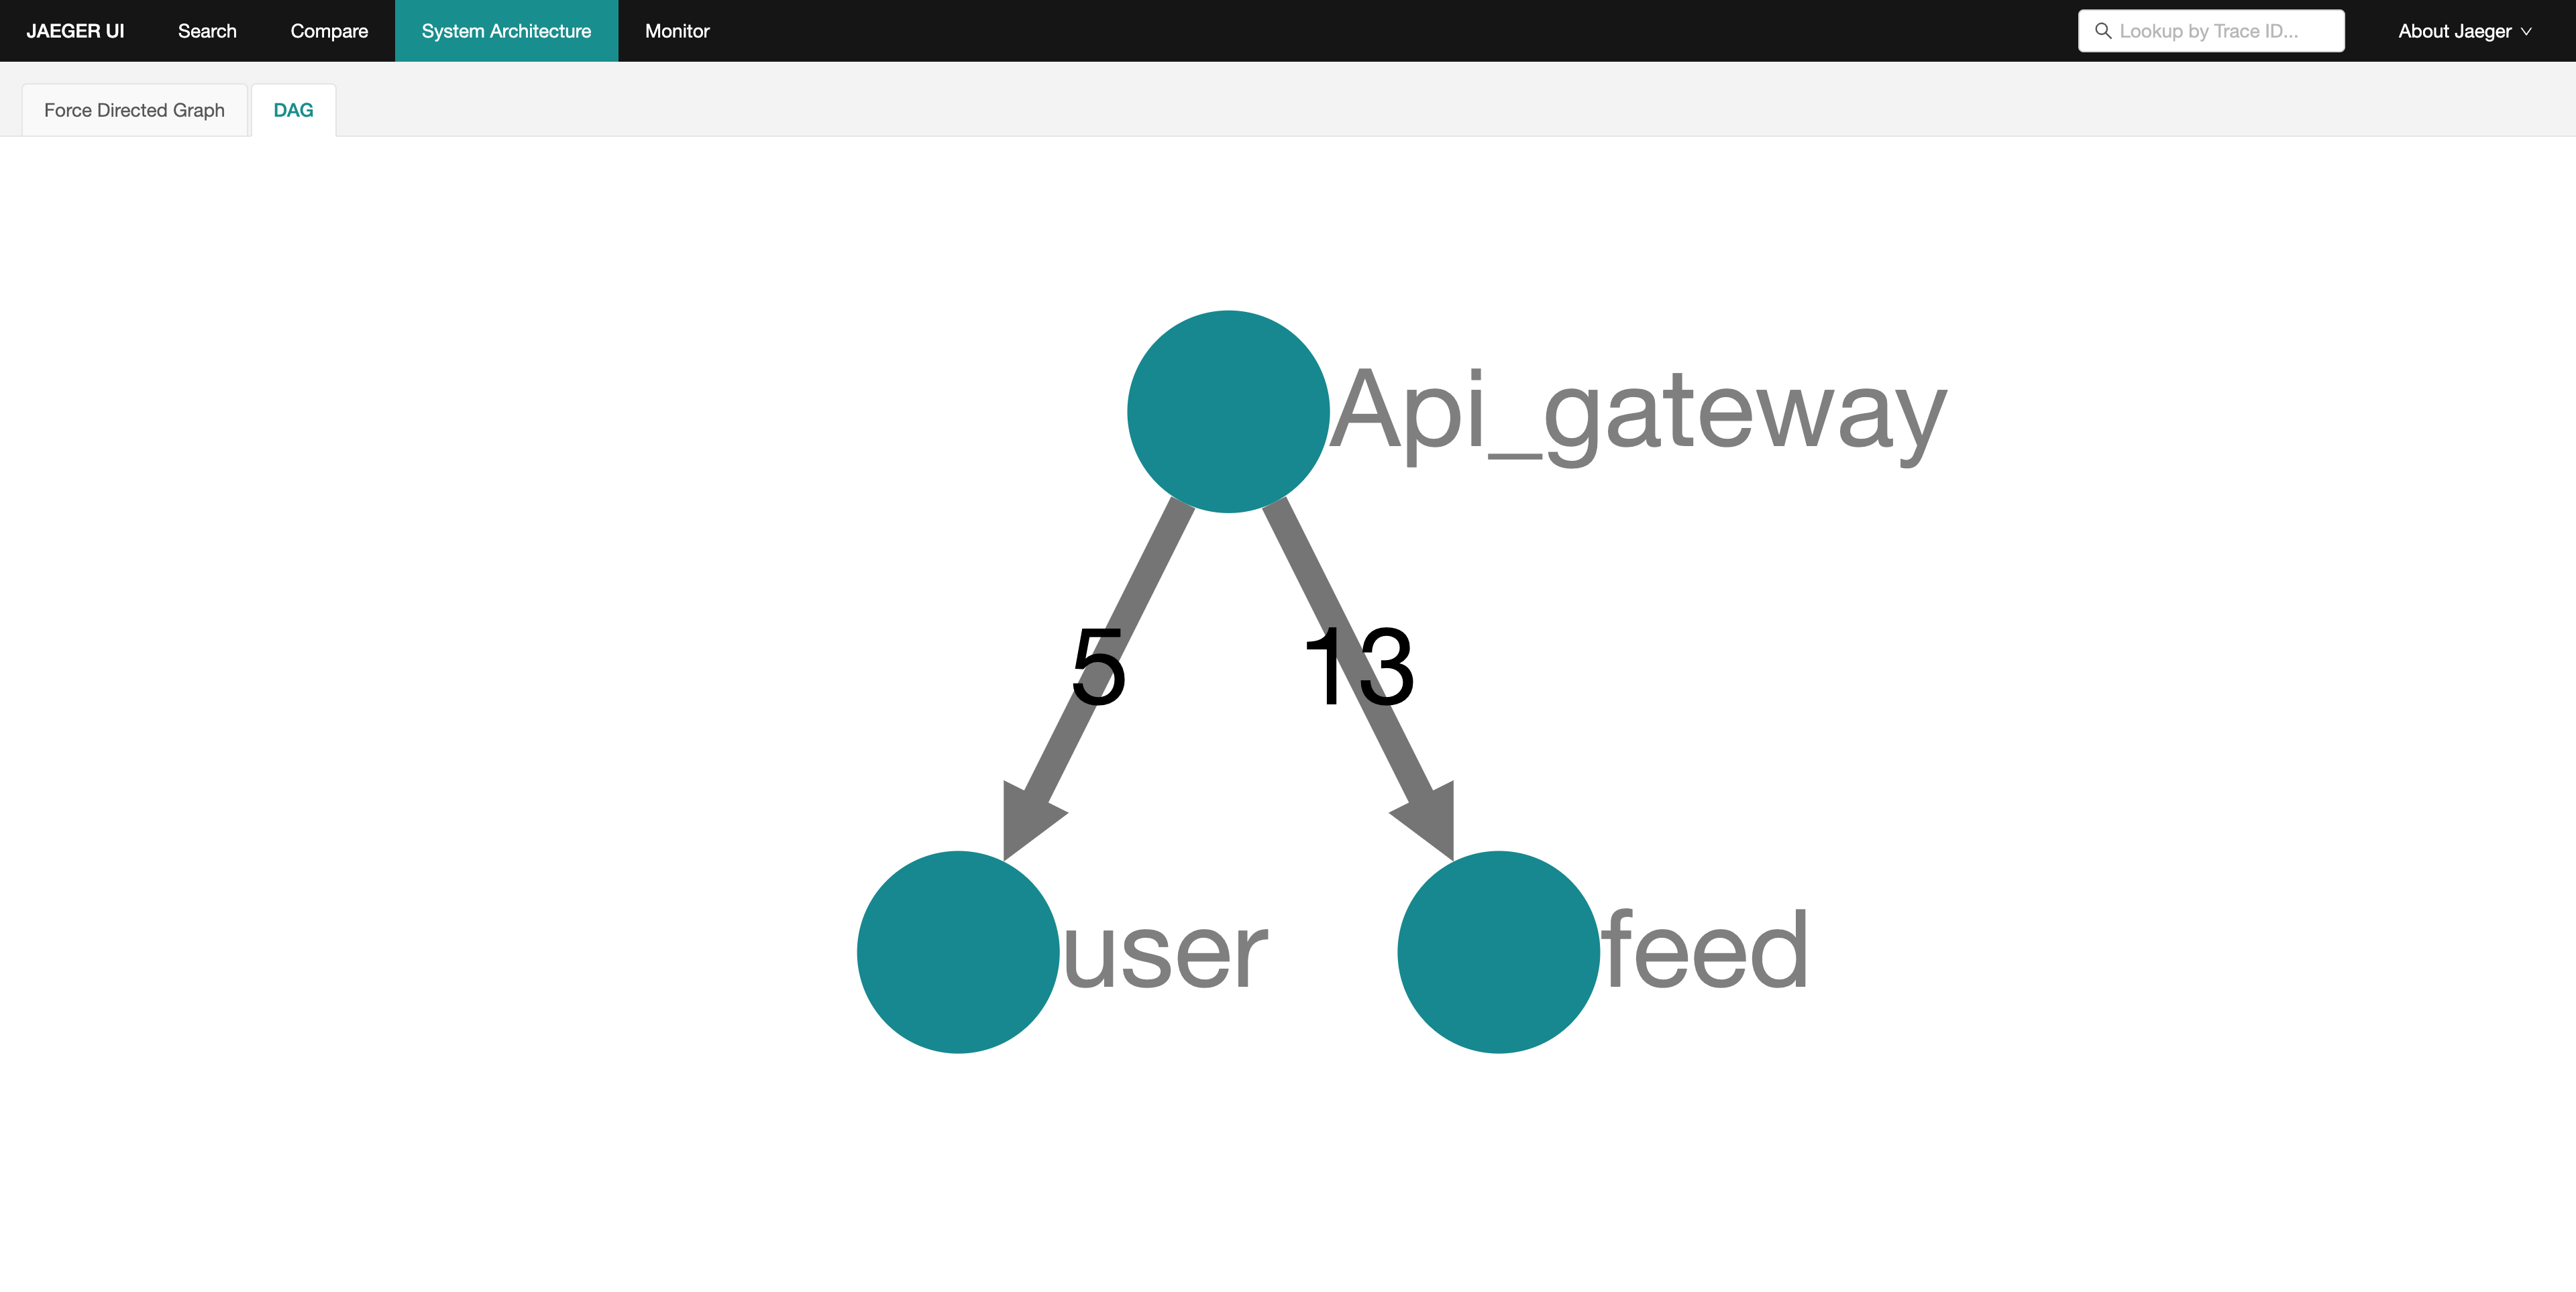 JAEGER UI Search Compare System Architecture Monitor Lookup by Trace ID... About Jaeger
Force Directed Graph DAG
Api_gateway
5 13
user feed